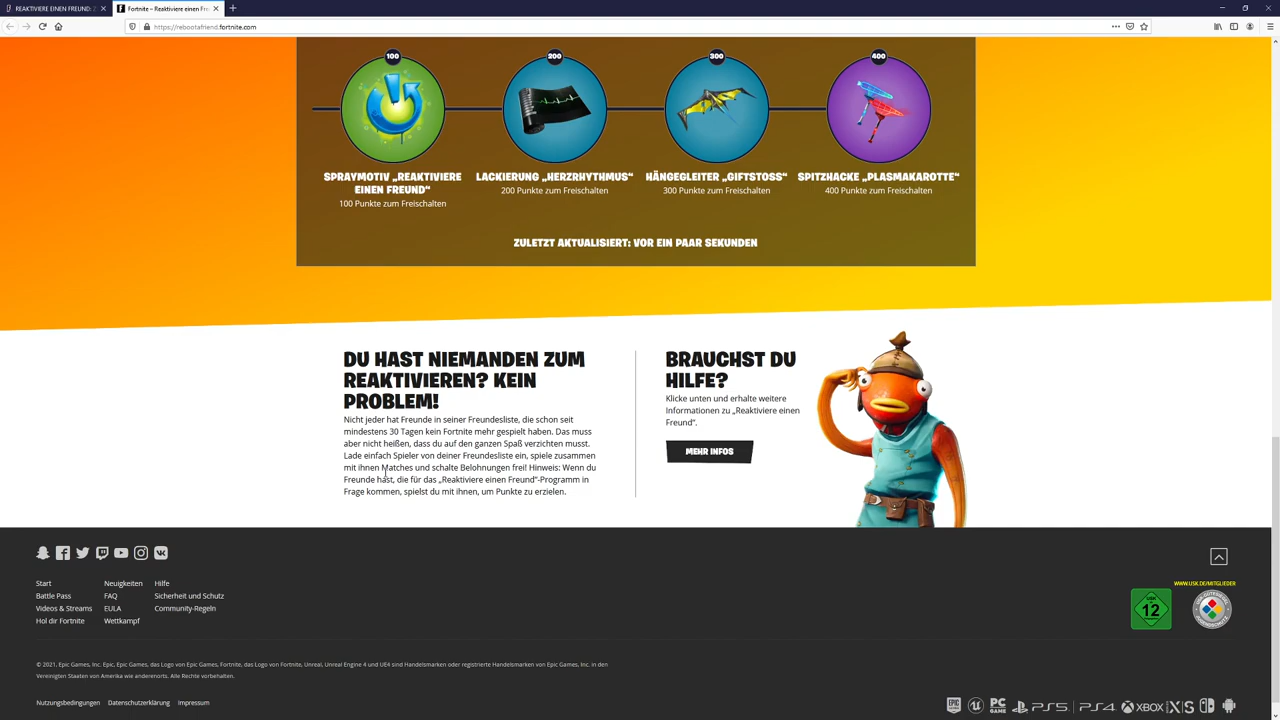 REAKTIVIERE EINEN FREUND: Z
Fortnite – Reaktiviere einen Fre
https://rebootafriend.fortnite.com
100
200
300
400
SPRAYMOTIV „REAKTIVIERE
EINEN FREUND“
100 Punkte zum Freischalten
LACKIERUNG „HERZRHYTHMUS“
200 Punkte zum Freischalten
HÄNGEGLEITER „GIFTSTOSS“
300 Punkte zum Freischalten
SPITZHACKE „PLASMAKAROTTE“
400 Punkte zum Freischalten
ZULETZT AKTUALISIERT: VOR EIN PAAR SEKUNDEN
DU HAST NIEMANDEN ZUM
REAKTIVIEREN? KEIN
PROBLEM!
Nicht jeder hat Freunde in seiner Freundesliste, die schon seit
mindestens 30 Tagen kein Fortnite mehr gespielt haben. Das muss
aber nicht heißen, dass du auf den ganzen Spaß verzichten musst.
Lade einfach Spieler von deiner Freundesliste ein, spiele zusammen
mit ihnen Matches und schalte Belohnungen frei! Hinweis: Wenn du
Freunde hast, die für das „Reaktiviere einen Freund“-Programm in
Frage kommen, spielst du mit ihnen, um Punkte zu erzielen.
BRAUCHST DU
HILFE?
Klicke unten und erhalte weitere
Informationen zu „Reaktiviere einen
Freund“.
MEHR INFOS
Start
Battle Pass
Videos & Streams
Hol dir Fortnite
Neuigkeiten
FAQ
EULA
Wettkampf
Hilfe
Sicherheit und Schutz
Community-Regeln
WWW.USK.DE/MITGLIEDER
USK
12
© 2021, Epic Games, Inc. Epic, Epic Games, das Logo von Epic Games, Fortnite, das Logo von Fortnite, Unreal, Unreal Engine 4 und UE4 sind Handelsmarken oder registrierte Handelsmarken von Epic Games, Inc. in den
Vereinigten Staaten von Amerika wie anderenorts. Alle Rechte vorbehalten.
Nutzungsbedingungen
Datenschutzerklärung
Impressum
EPIC GAMES
PC GAME
PS5
PS4
XBOX
X|S